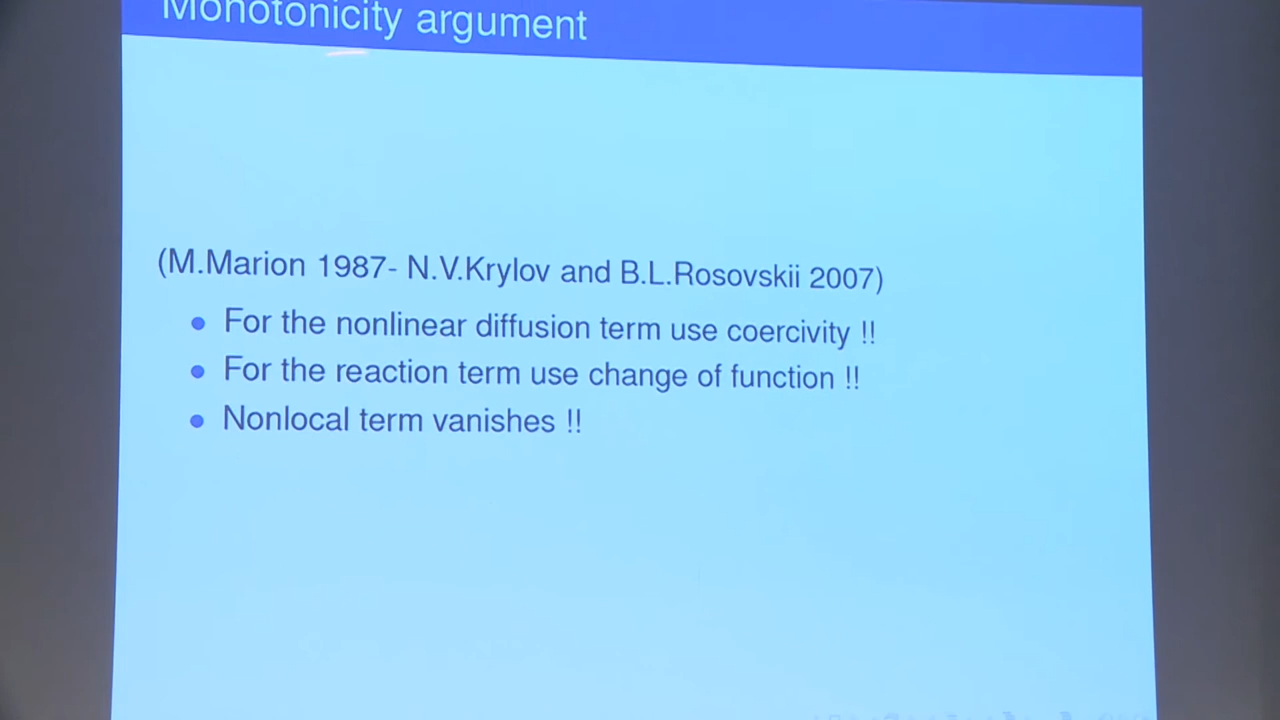 Monotonicity argument
(M.Marion 1987- N.V.Krylov and B.L.Rosovskii 2007)
For the nonlinear diffusion term use coercivity !!
For the reaction term use change of function !!
Nonlocal term vanishes !!